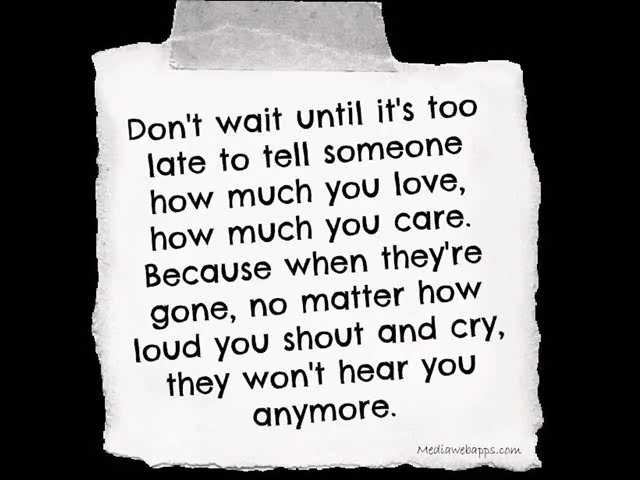 Don't wait until it's too
late to tell someone
how much you love,
how much you care.
Because when they're
gone, no matter how
loud you shout and cry,
they won't hear you
anymore.
Mediawebapps.com